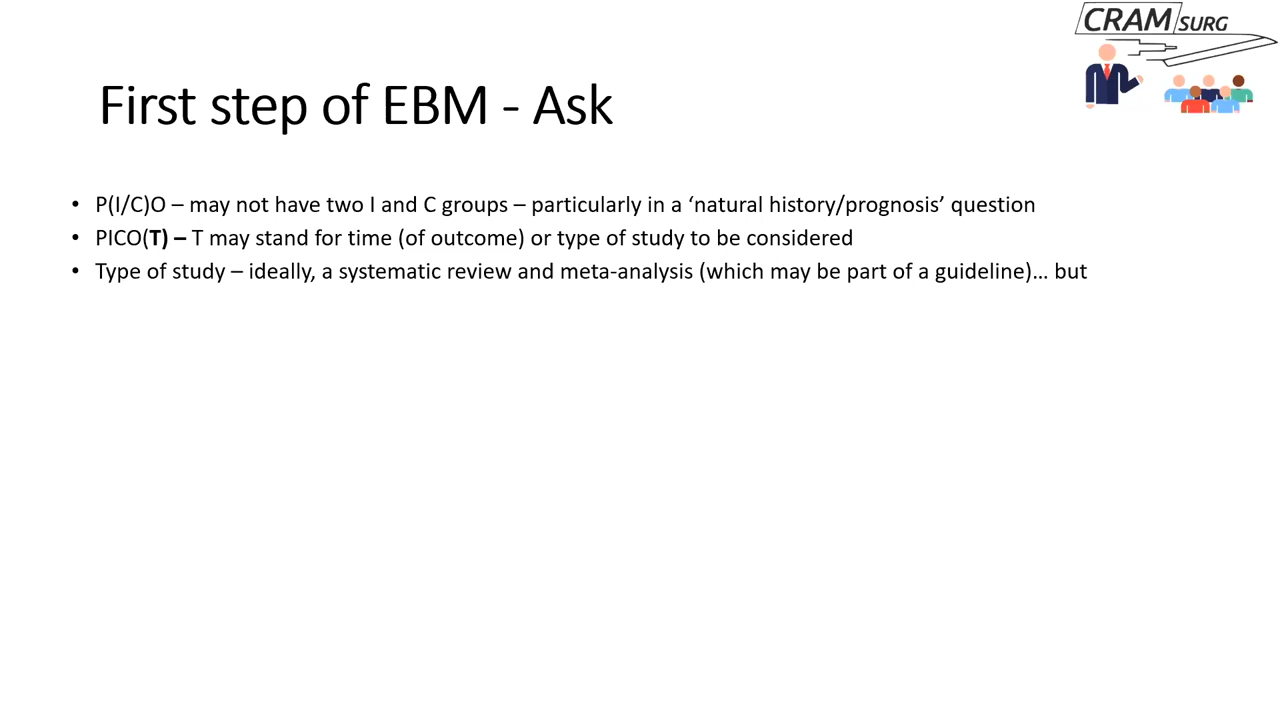 CRAM SURG
First step of EBM - Ask
• P(I/C)O – may not have two I and C groups – particularly in a ‘natural history/prognosis’ question
• PICO(T) – T may stand for time (of outcome) or type of study to be considered
• Type of study – ideally, a systematic review and meta-analysis (which may be part of a guideline)… but